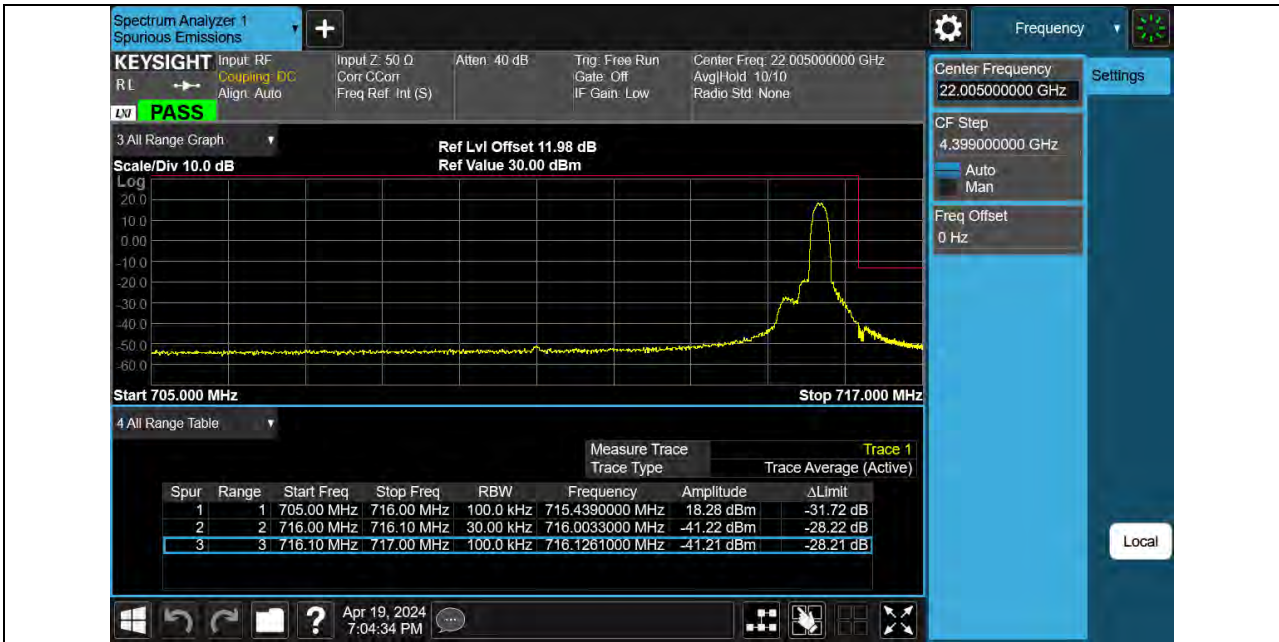 Spectrum Analyzer 1
Spurious Emissions
Frequency
KEYSIGHT
RL
LXI
PASS
Input: RF
Coupling: DC
Align: Auto
Input Z: 50 Ω
Corr CCorr
Freq Ref: Int (S)
Atten: 40 dB
Trig: Free Run
Gate: Off
IF Gain: Low
Center Freq: 22.005000000 GHz
Avg|Hold: 10/10
Radio Std: None
Center Frequency
22.005000000 GHz
Settings
CF Step
4.399000000 GHz
Auto
Man
Freq Offset
0 Hz
Local
3 All Range Graph
Ref Lvl Offset 11.98 dB
Scale/Div 10.0 dB
Ref Value 30.00 dBm
Log
20.0
10.0
0.00
-10.0
-20.0
-30.0
-40.0
-50.0
-60.0
Start 705.000 MHz
Stop 717.000 MHz
4 All Range Table
Measure Trace Trace 1
Trace Type Trace Average (Active)
Spur Range Start Freq Stop Freq RBW Frequency Amplitude ΔLimit
1 1 705.00 MHz 716.00 MHz 100.0 kHz 715.4390000 MHz 18.28 dBm -31.72 dB
2 2 716.00 MHz 716.10 MHz 30.00 kHz 716.0033000 MHz -41.22 dBm -28.22 dB
3 3 716.10 MHz 717.00 MHz 100.0 kHz 716.1261000 MHz -41.21 dBm -28.21 dB
?
Apr 19, 2024
7:04:34 PM